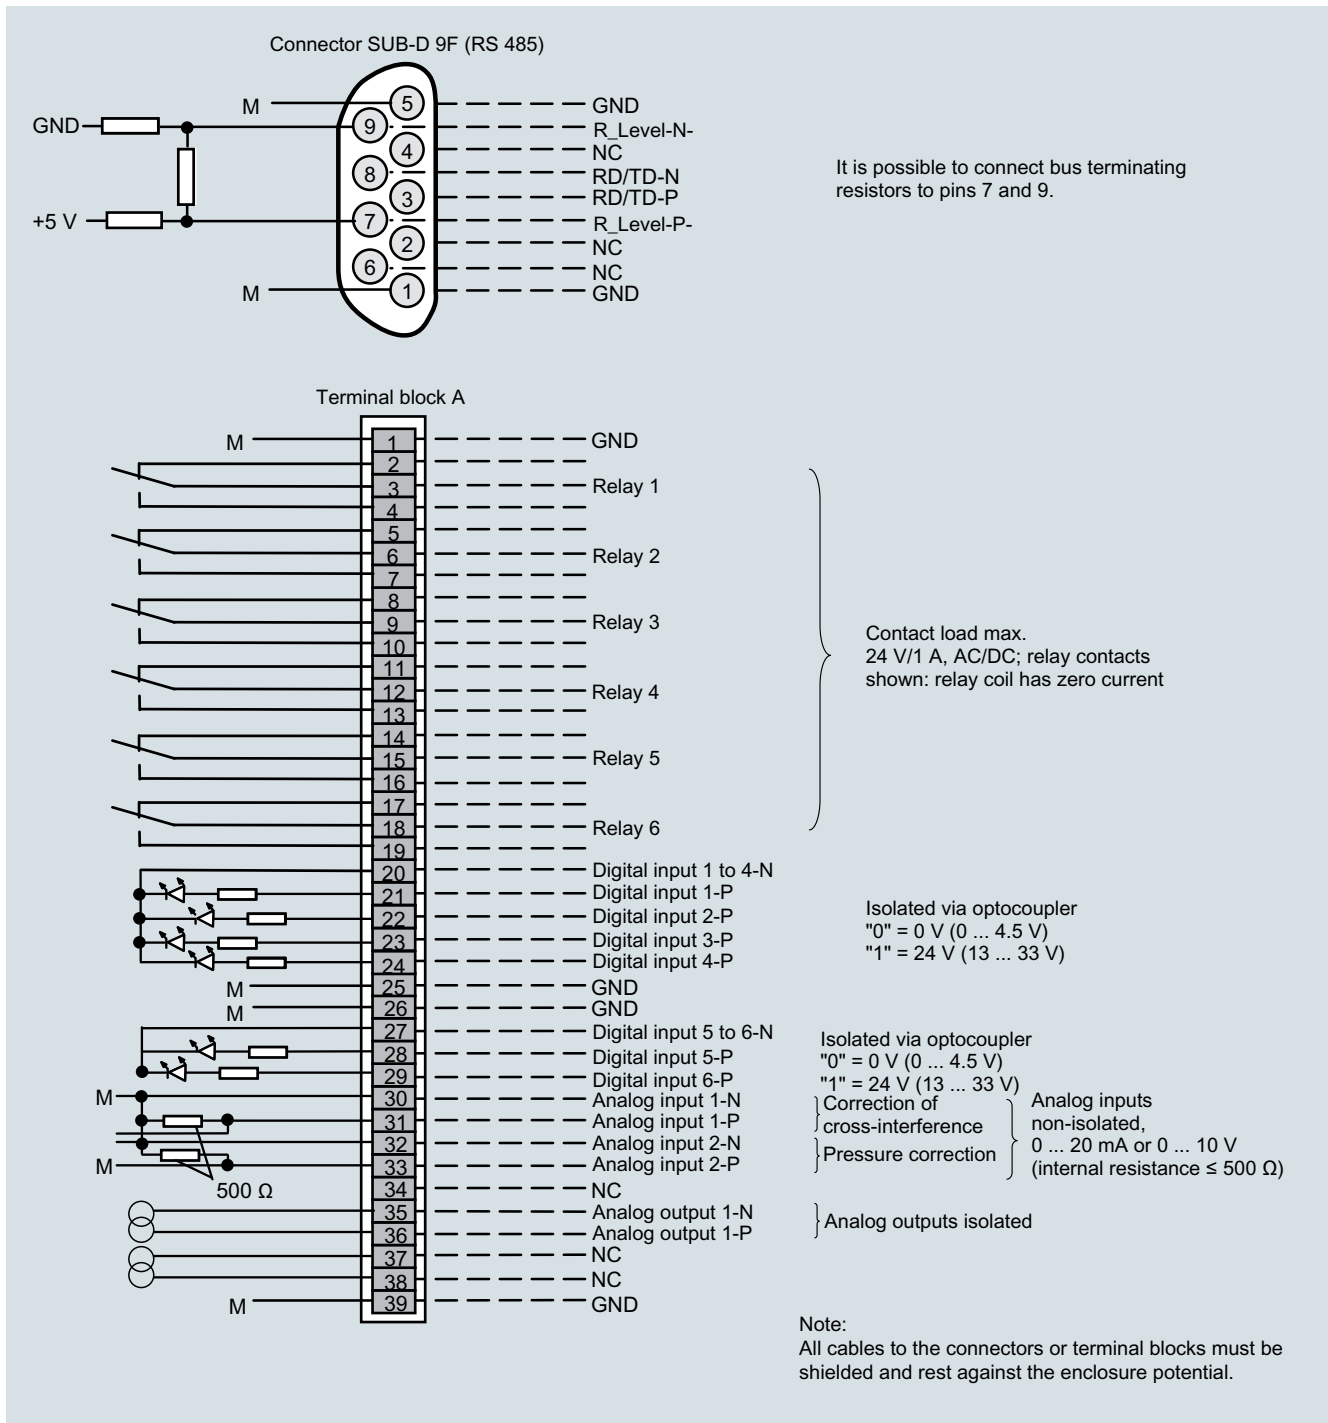 Connector SUB-D 9F (RS 485)
M 5 GND
GND 9 R_Level-N-
4 NC
8 RD/TD-N
3 RD/TD-P
+5 V 7 R_Level-P-
2 NC
6 NC
M 1 GND
It is possible to connect bus terminating
resistors to pins 7 and 9.
Terminal block A
M 1 GND
2
3 Relay 1
4
5
6 Relay 2
7
8
9 Relay 3
10
11
12 Relay 4
13
14
15 Relay 5
16
17
18 Relay 6
19
Contact load max.
24 V/1 A, AC/DC; relay contacts
shown: relay coil has zero current
20 Digital input 1 to 4-N
21 Digital input 1-P
22 Digital input 2-P
23 Digital input 3-P
24 Digital input 4-P
Isolated via optocoupler
"0" = 0 V (0 ... 4.5 V)
"1" = 24 V (13 ... 33 V)
M 25 GND
M 26 GND
27 Digital input 5 to 6-N
28 Digital input 5-P
29 Digital input 6-P
Isolated via optocoupler
"0" = 0 V (0 ... 4.5 V)
"1" = 24 V (13 ... 33 V)
M 30 Analog input 1-N
31 Analog input 1-P
32 Analog input 2-N
M 33 Analog input 2-P
500 Ω
Correction of
cross-interference
Pressure correction
Analog inputs
non-isolated,
0 ... 20 mA or 0 ... 10 V
(internal resistance ≤ 500 Ω)
34 NC
35 Analog output 1-N
36 Analog output 1-P
Analog outputs isolated
37 NC
38 NC
M 39 GND
Note:
All cables to the connectors or terminal blocks must be
shielded and rest against the enclosure potential.